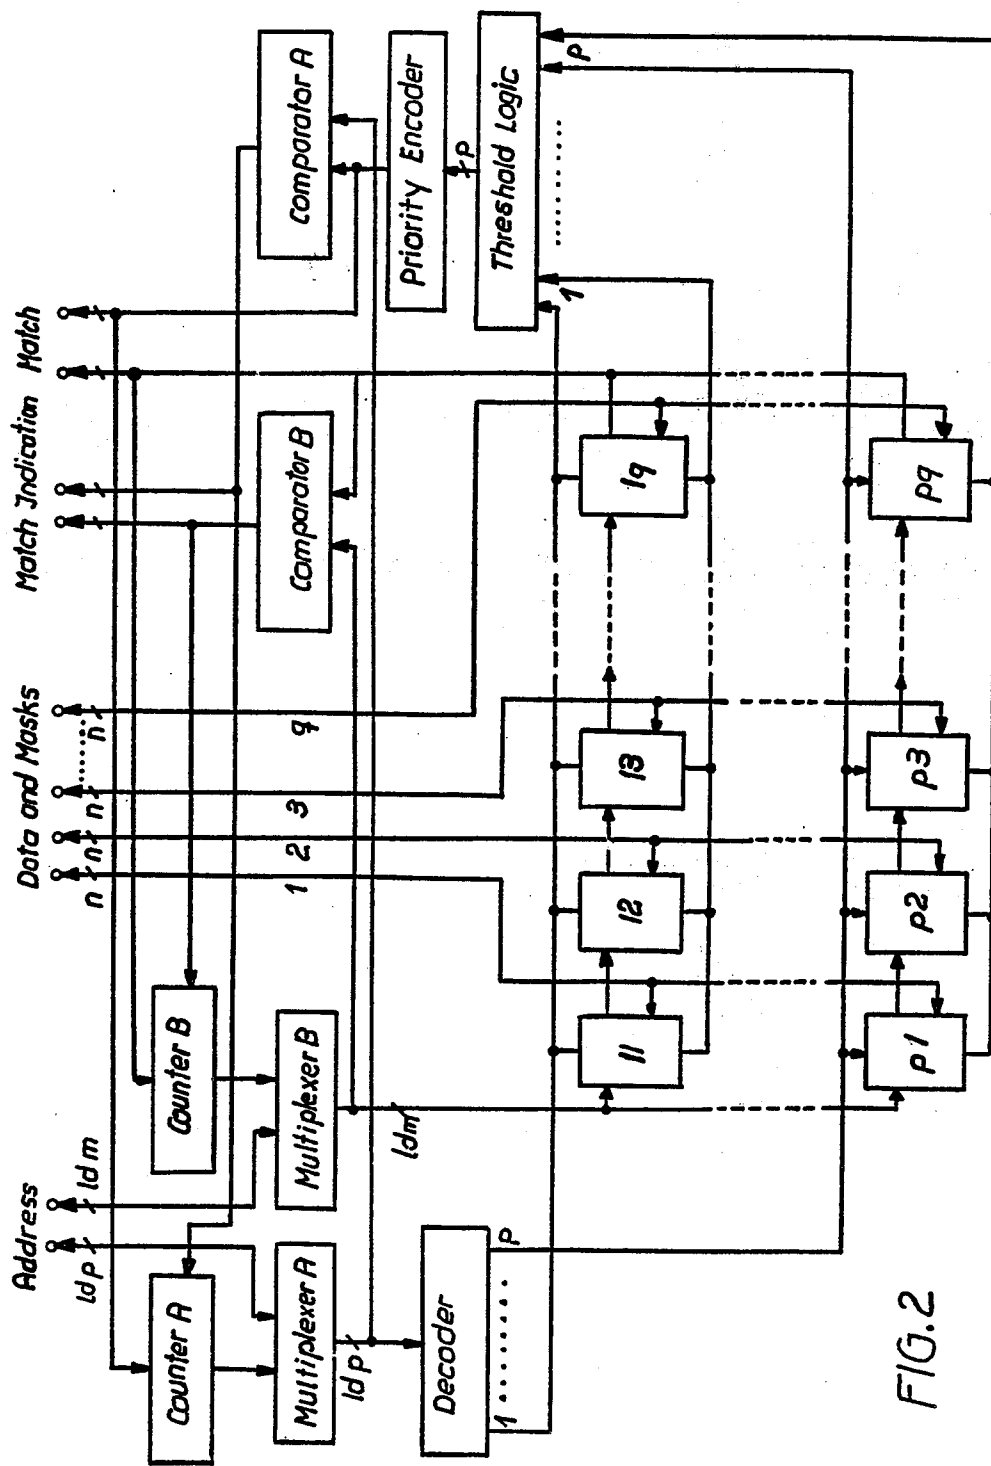 Address
Data and Masks
Match Indication
Match
ld p
ld m
n
n
n
n
1
2
3
q
Counter A
Counter B
Comparator B
Comparator A
Multiplexer A
Multiplexer B
ld p
ldm
Priority Encoder
P
Decoder
1
P
Threshold Logic
1
P
11
12
13
1q
p1
p2
p3
pq
FIG.2